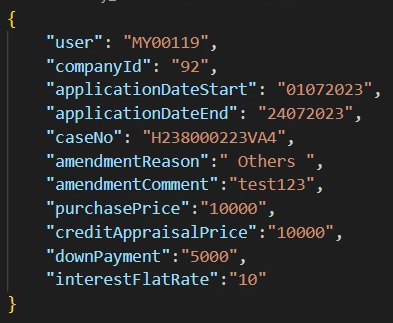 {
"user": "MY00119",
"companyId": "92",
"applicationDateStart": "01072023",
"applicationDateEnd": "24072023",
"caseNo": "H238000223VA4",
"amendmentReason":" Others ",
"amendmentComment":"test123",
"purchasePrice":"10000",
"creditAppraisalPrice":"10000",
"downPayment":"5000",
"interestFlatRate":"10"
}